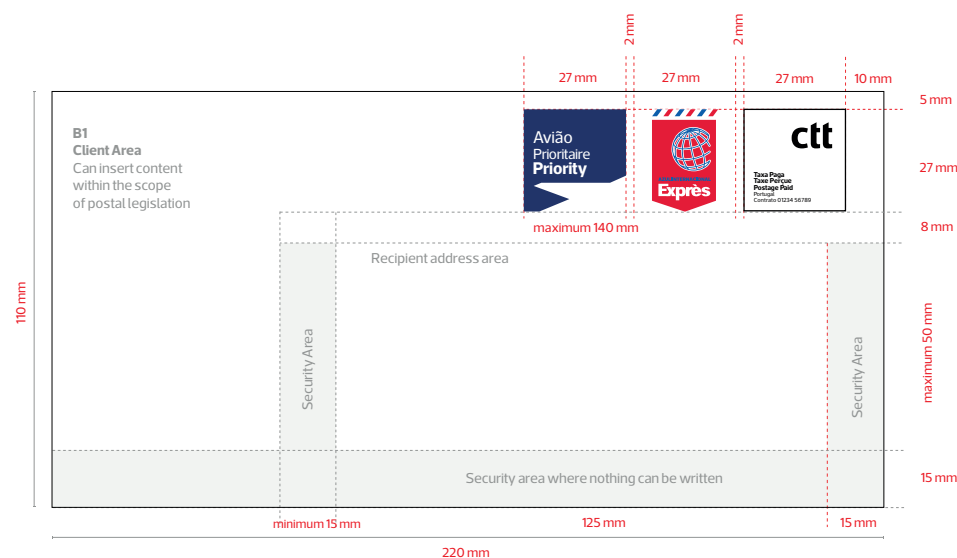 2 mm
2 mm
27 mm
27 mm
27 mm
10 mm
5 mm
B1
Client Area
Can insert content
within the scope
of postal legislation
Avião
Prioritaire
Priority
Exprès
ctt
Taxa Paga
Taxe Perçue
Postage Paid
Portugal
Contrato 01234 56789
27 mm
maximum 140 mm
8 mm
Recipient address area
110 mm
Security Area
Security Area
maximum 50 mm
Security area where nothing can be written
15 mm
minimum 15 mm
125 mm
15 mm
220 mm